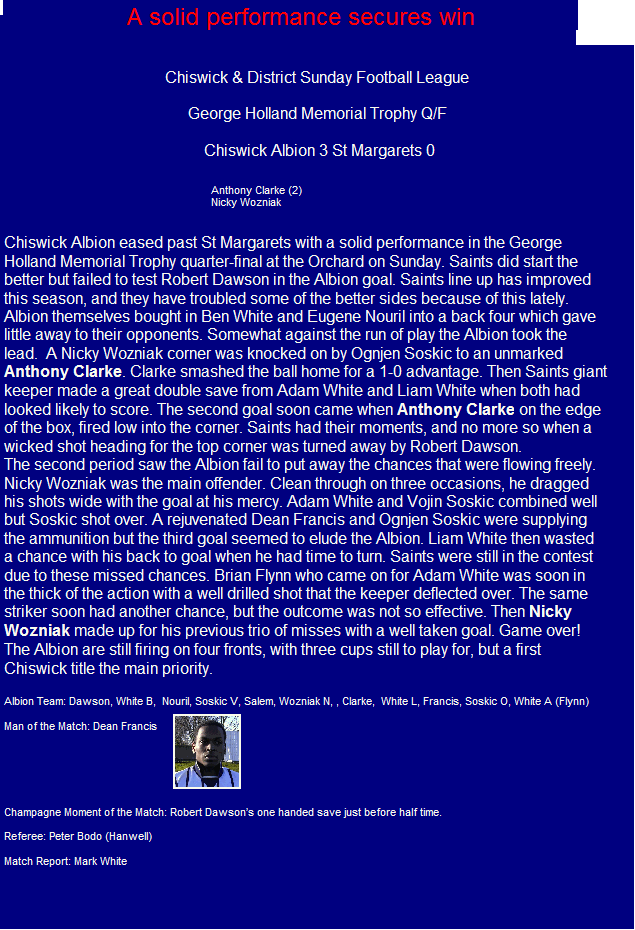 A solid performance secures win
Chiswick & District Sunday Football League
George Holland Memorial Trophy Q/F
Chiswick Albion 3 St Margarets 0
Anthony Clarke (2)
Nicky Wozniak
Chiswick Albion eased past St Margarets with a solid performance in the George
Holland Memorial Trophy quarter-final at the Orchard on Sunday. Saints did start the
better but failed to test Robert Dawson in the Albion goal. Saints line up has improved
this season, and they have troubled some of the better sides because of this lately.
Albion themselves bought in Ben White and Eugene Nouril into a back four which gave
little away to their opponents. Somewhat against the run of play the Albion took the
lead.  A Nicky Wozniak corner was knocked on by Ognjen Soskic to an unmarked
Anthony Clarke. Clarke smashed the ball home for a 1-0 advantage. Then Saints giant
keeper made a great double save from Adam White and Liam White when both had
looked likely to score. The second goal soon came when Anthony Clarke on the edge
of the box, fired low into the corner. Saints had their moments, and no more so when a
wicked shot heading for the top corner was turned away by Robert Dawson.
The second period saw the Albion fail to put away the chances that were flowing freely.
Nicky Wozniak was the main offender. Clean through on three occasions, he dragged
his shots wide with the goal at his mercy. Adam White and Vojin Soskic combined well
but Soskic shot over. A rejuvenated Dean Francis and Ognjen Soskic were supplying
the ammunition but the third goal seemed to elude the Albion. Liam White then wasted
a chance with his back to goal when he had time to turn. Saints were still in the contest
due to these missed chances. Brian Flynn who came on for Adam White was soon in
the thick of the action with a well drilled shot that the keeper deflected over. The same
striker soon had another chance, but the outcome was not so effective. Then Nicky
Wozniak made up for his previous trio of misses with a well taken goal. Game over!
The Albion are still firing on four fronts, with three cups still to play for, but a first
Chiswick title the main priority.
Albion Team: Dawson, White B,  Nouril, Soskic V, Salem, Wozniak N, , Clarke,  White L, Francis, Soskic O, White A (Flynn)
Man of the Match: Dean Francis
Champagne Moment of the Match: Robert Dawson's one handed save just before half time.
Referee: Peter Bodo (Hanwell)
Match Report: Mark White